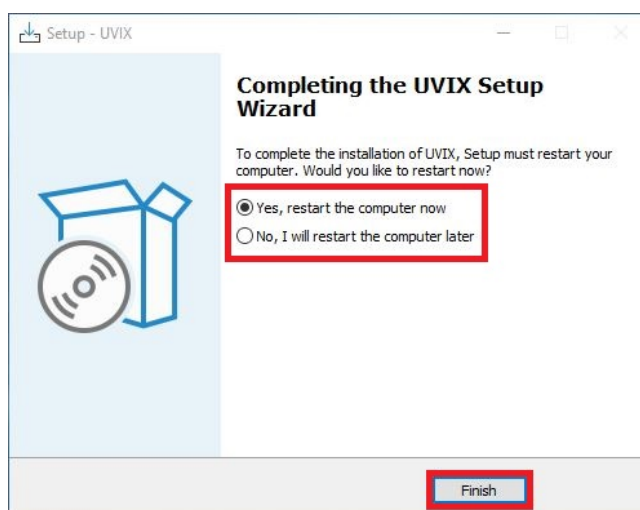 Setup - UVIX
Completing the UVIX Setup
Wizard
To complete the installation of UVIX, Setup must restart your
computer. Would you like to restart now?
Yes, restart the computer now
No, I will restart the computer later
Finish